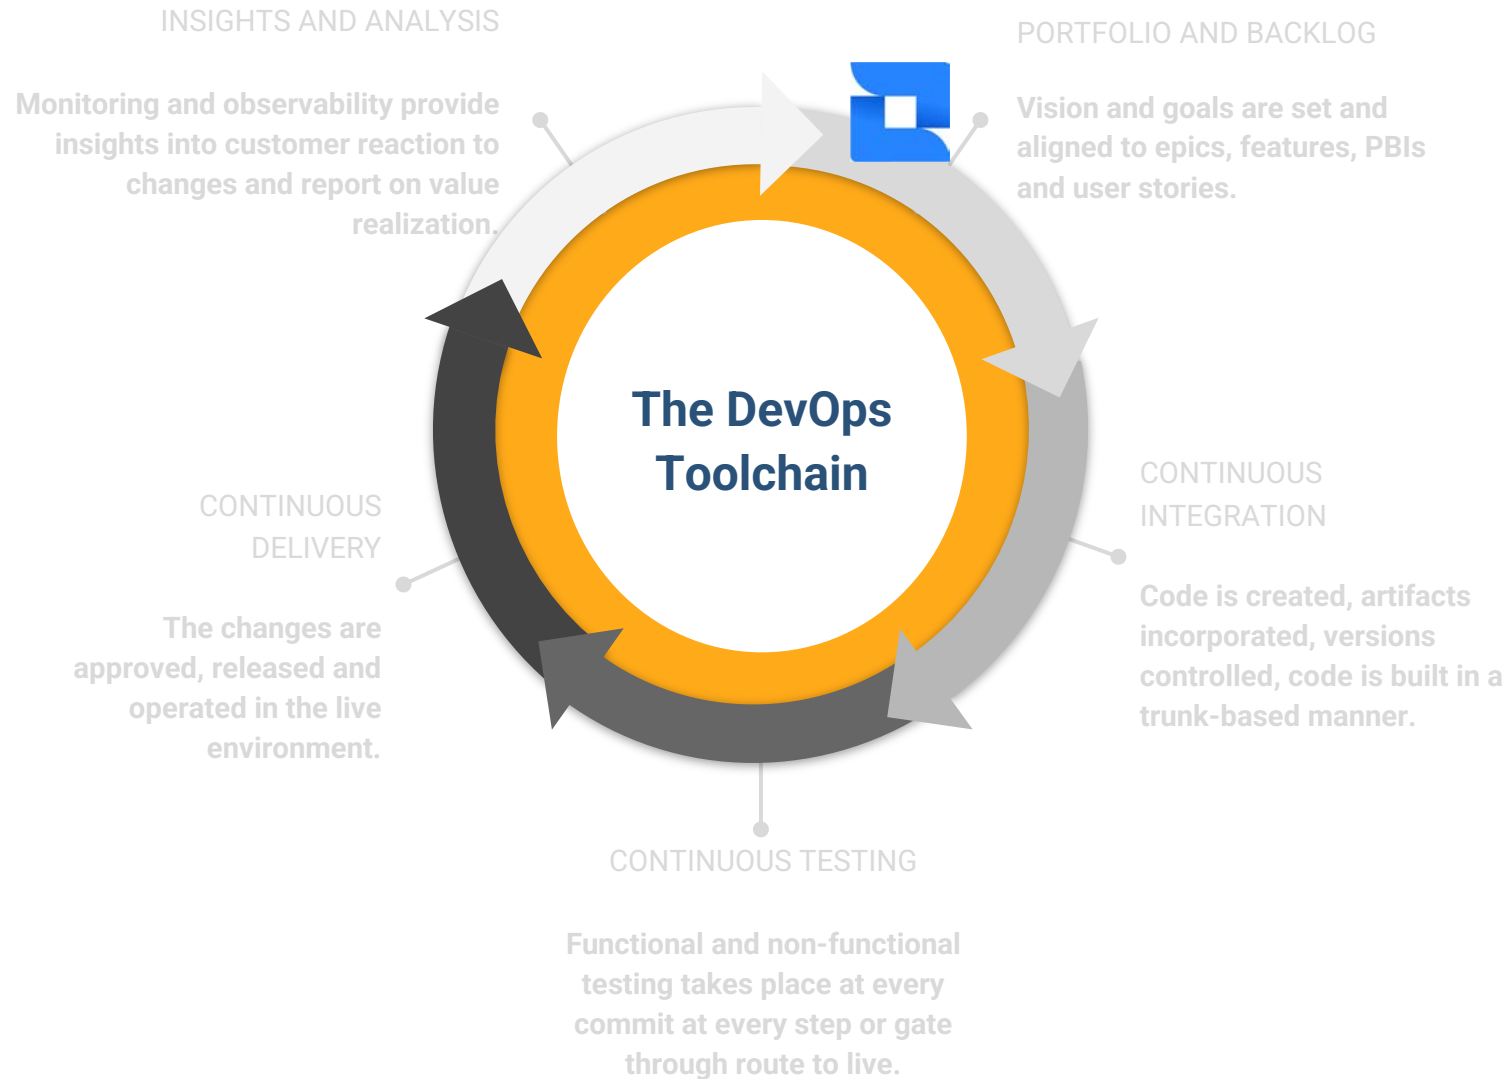 INSIGHTS AND ANALYSIS
Monitoring and observability provide
insights into customer reaction to
changes and report on value
realization.
PORTFOLIO AND BACKLOG
Vision and goals are set and
aligned to epics, features, PBIs
and user stories.
The DevOps
Toolchain
CONTINUOUS
INTEGRATION
Code is created, artifacts
incorporated, versions
controlled, code is built in a
trunk-based manner.
CONTINUOUS
DELIVERY
The changes are
approved, released and
operated in the live
environment.
CONTINUOUS TESTING
Functional and non-functional
testing takes place at every
commit at every step or gate
through route to live.